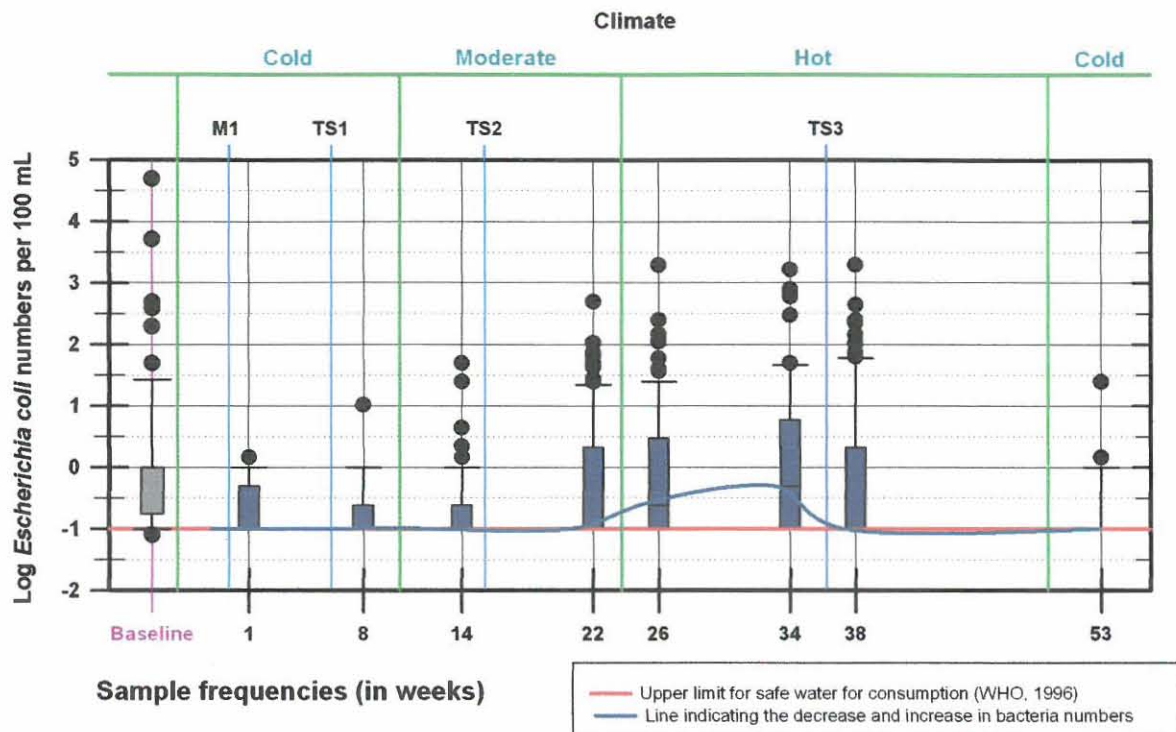 Climate
Cold Moderate Hot Cold
M1 TS1 TS2 TS3
Log Escherichia coli numbers per 100 mL
5
4
3
2
1
0
-1
-2
Baseline 1 8 14 22 26 34 38 53
Sample frequencies (in weeks)
Upper limit for safe water for consumption (WHO, 1996)
Line indicating the decrease and increase in bacteria numbers